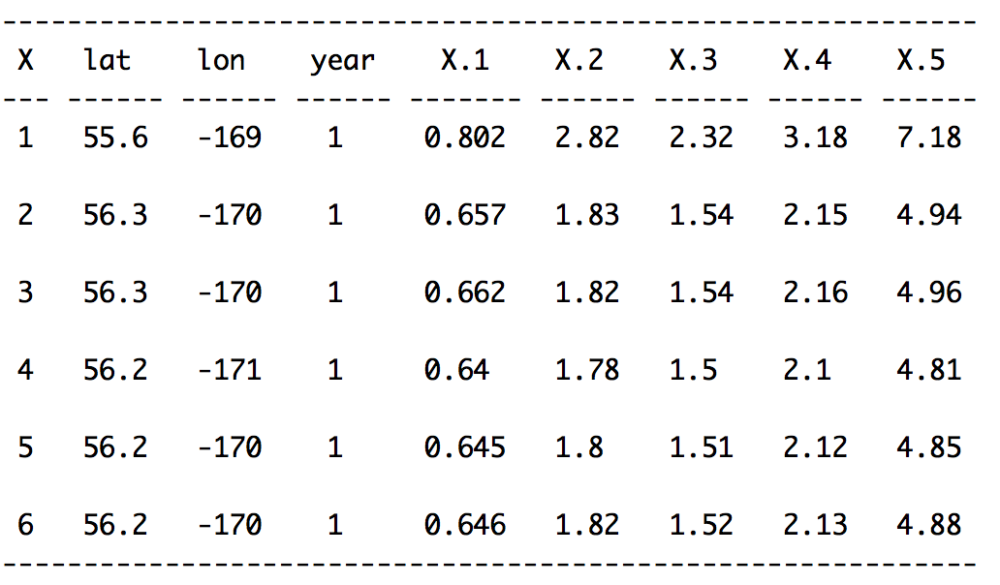 ------------------------------------------------------------
X   lat    lon    year    X.1    X.2    X.3    X.4    X.5
--- ------ ------ ------ ------- ------ ------ ------ ------
1   55.6   -169    1     0.802   2.82   2.32   3.18   7.18
2   56.3   -170    1     0.657   1.83   1.54   2.15   4.94
3   56.3   -170    1     0.662   1.82   1.54   2.16   4.96
4   56.2   -171    1     0.64    1.78   1.5    2.1    4.81
5   56.2   -170    1     0.645   1.8    1.51   2.12   4.85
6   56.2   -170    1     0.646   1.82   1.52   2.13   4.88
------------------------------------------------------------